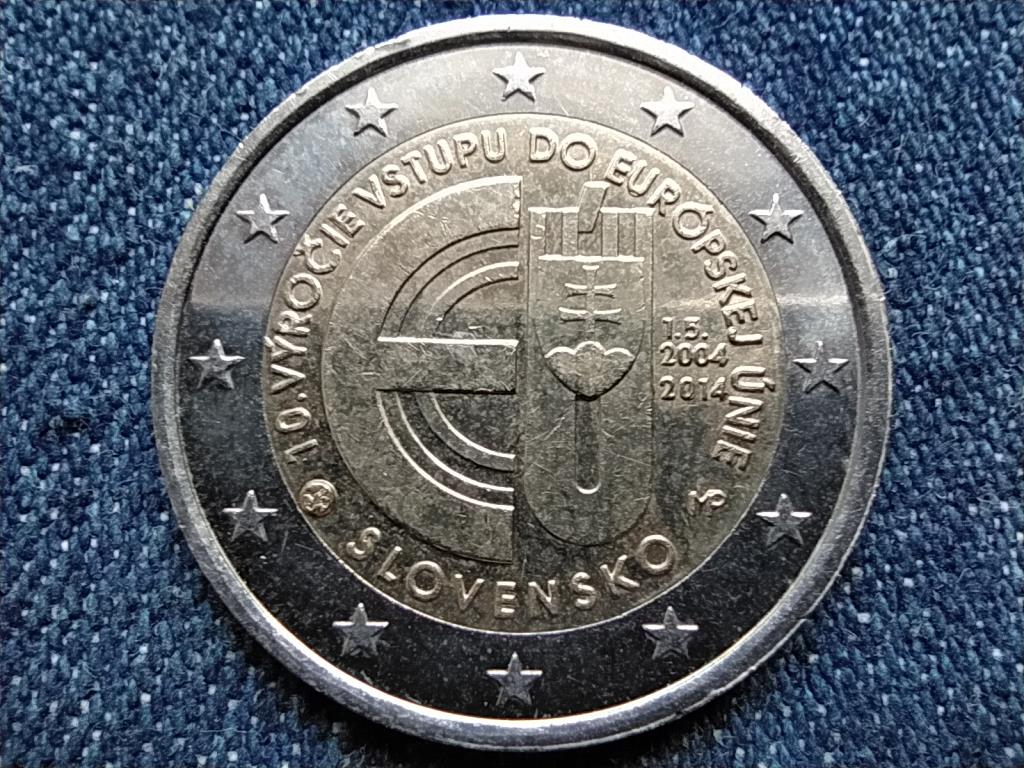 10. VÝROČIE VSTUPU DO EURÓPSKEJ ÚNIE
1.5.
2004
2014
SLOVENSKO